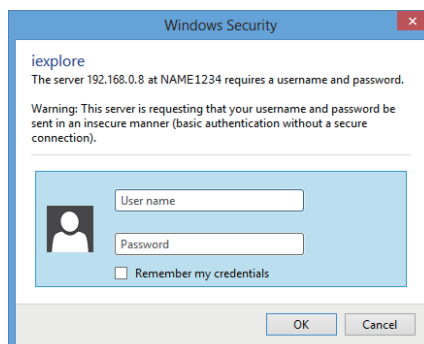 Windows Security
iexplore
The server 192.168.0.8 at NAME1234 requires a username and password.
Warning: This server is requesting that your username and password be
sent in an insecure manner (basic authentication without a secure
connection).
User name
Password
Remember my credentials
OK Cancel